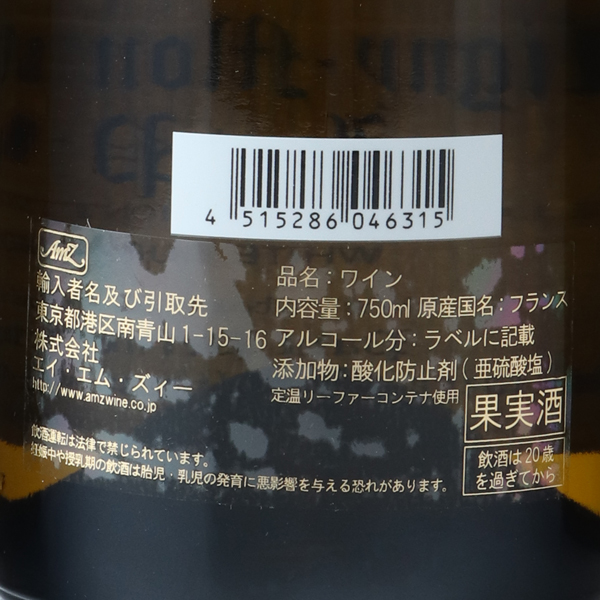 4 515286 046315
AMZ
輸入者名及び引取先
東京都港区南青山1-15-16
株式会社
エイ・エム・ズィー
http://www.amzwine.co.jp
品名：ワイン
内容量：750ml 原産国名：フランス
アルコール分：ラベルに記載
添加物：酸化防止剤(亜硫酸塩)
定温リーファーコンテナ使用
果実酒
飲酒は20歳
を過ぎてから
飲酒運転は法律で禁じられています。
妊娠中や授乳期の飲酒は胎児・乳児の発育に悪影響を与える恐れがあります。